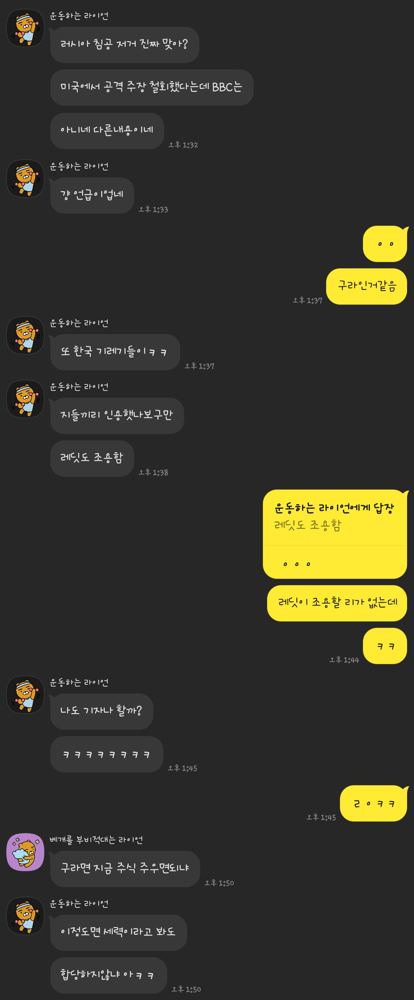 운동하는 라이언
러시아 침공 저거 진짜 맞아?
미국에서 공격 주장 철회했다는데 BBC는
아니네 다른내용이네
오후 1:32
운동하는 라이언
걍 언급이업네
오후 1:33
ㅇㅇ
구라인거같음
오후 1:37
운동하는 라이언
또 한국 기레기들이ㅋㅋ
오후 1:37
운동하는 라이언
지들끼리 인용햇나보구만
레딧도 조용함
오후 1:38
운동하는 라이언에게 답장
레딧도 조용함
ㅇㅇㅇ
레딧이 조용할 리가 없는데
ㅋㅋ
오후 1:44
운동하는 라이언
나도 기자나 할까?
ㅋㅋㅋㅋㅋㅋㅋㅋ
오후 1:45
ㄹㅇㅋㅋ
오후 1:45
베개를 부비적대는 라이언
구라면 지금 주식 주우면되냐
오후 1:50
운동하는 라이언
이정도면 세력이라고 봐도
합당하지않냐 아ㅋㅋ
오후 1:50